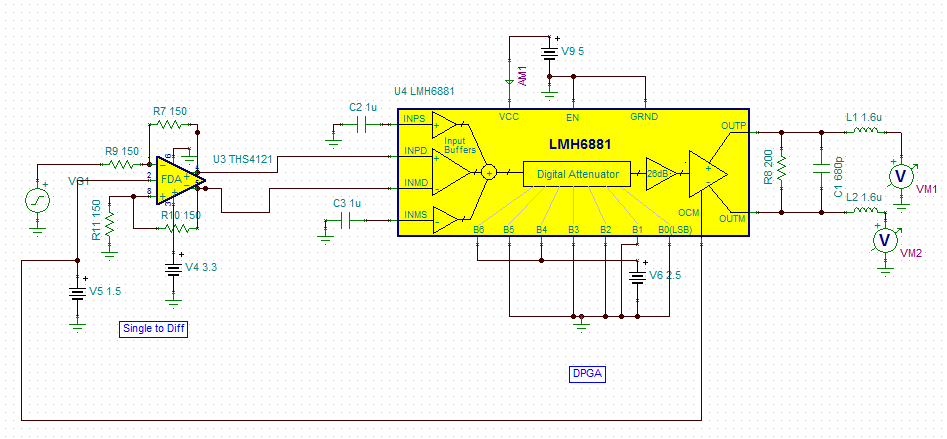 V9 5
AM1
U4 LMH6881
C2 1u
R7 150
INPS
VCC
EN
GRND
OUTP
L1 1.6u
Input
Buffers
LMH6881
R9 150
U3 THS4121
INPD
+
Digital Attenuator
26dB
R8 200
C1 680p
VG1
2
FDA
8
INMD
V
VM1
R11 150
R10 150
3
C3 1u
INMS
OCM
OUTM
L2 1.6u
B6
B5
B4
B3
B2
B1
B0(LSB)
V
VM2
V4 3.3
V6 2.5
V5 1.5
Single to Diff
DPGA